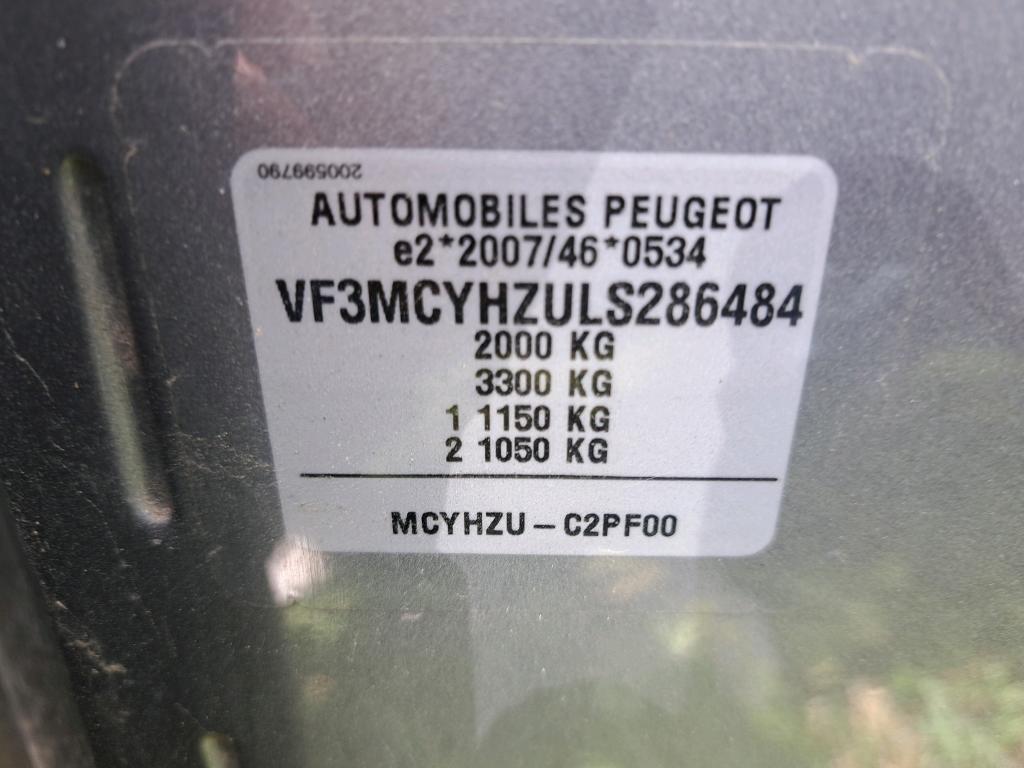 200599790
AUTOMOBILES PEUGEOT
e2*2007/46*0534
VF3MCYHZULS286484
2000 KG
3300 KG
1 1150 KG
2 1050 KG
MCYHZU - C2PF00